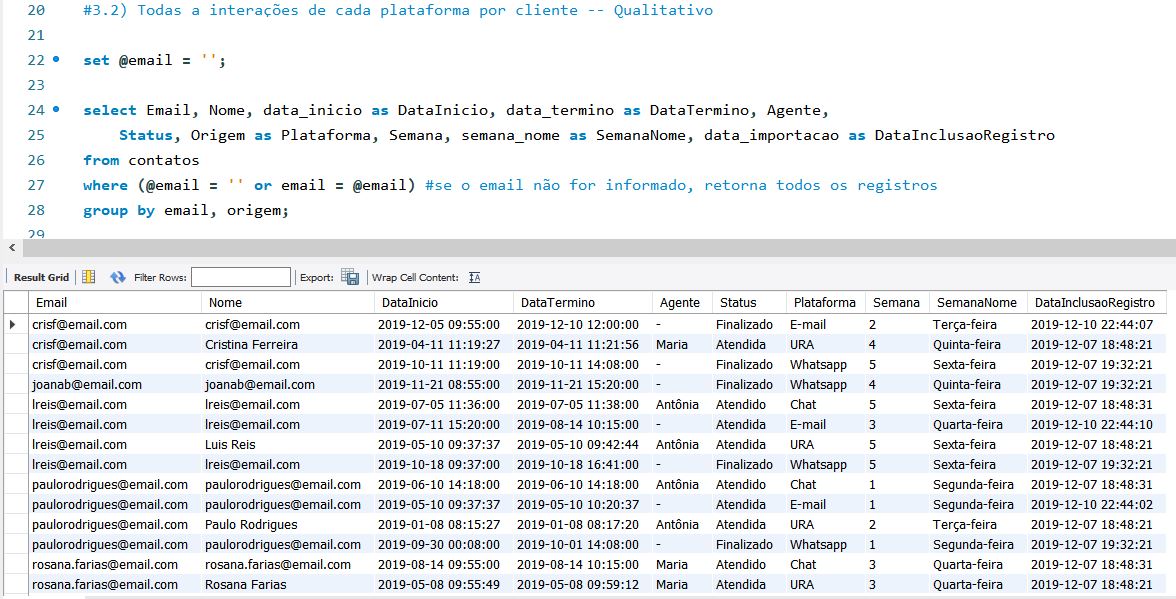 20 #3.2) Todas a interações de cada plataforma por cliente -- Qualitativo
21
22 set @email = '';
23
24 select Email, Nome, data_inicio as DataInicio, data_termino as DataTermino, Agente,
25 Status, Origem as Plataforma, Semana, semana_nome as SemanaNome, data_importacao as DataInclusaoRegistro
26 from contatos
27 where (@email = '' or email = @email) #se o email não for informado, retorna todos os registros
28 group by email, origem;
29
Result Grid Filter Rows: Export: Wrap Cell Content:
Email Nome DataInicio DataTermino Agente Status Plataforma Semana SemanaNome DataInclusaoRegistro
crisf@email.com crisf@email.com 2019-12-05 09:55:00 2019-12-10 12:00:00 - Finalizado E-mail 2 Terça-feira 2019-12-10 22:44:07
crisf@email.com Cristina Ferreira 2019-04-11 11:19:27 2019-04-11 11:21:56 Maria Atendida URA 4 Quinta-feira 2019-12-07 18:48:21
crisf@email.com crisf@email.com 2019-10-11 11:19:00 2019-10-11 14:08:00 - Finalizado Whatsapp 5 Sexta-feira 2019-12-07 19:32:21
joanab@email.com joanab@email.com 2019-11-21 08:55:00 2019-11-21 15:20:00 - Finalizado Whatsapp 4 Quinta-feira 2019-12-07 19:32:21
lreis@email.com lreis@email.com 2019-07-05 11:36:00 2019-07-05 11:38:00 Antônia Atendido Chat 5 Sexta-feira 2019-12-07 18:48:31
lreis@email.com lreis@email.com 2019-07-11 15:20:00 2019-08-14 10:15:00 - Atendida E-mail 3 Quarta-feira 2019-12-10 22:44:10
lreis@email.com Luis Reis 2019-05-10 09:37:37 2019-05-10 09:42:44 Antônia Atendida URA 5 Sexta-feira 2019-12-07 18:48:21
lreis@email.com lreis@email.com 2019-10-18 09:37:00 2019-10-18 16:41:00 - Finalizado Whatsapp 5 Sexta-feira 2019-12-07 19:32:21
paulorodrigues@email.com paulorodrigues@email.com 2019-06-10 14:18:00 2019-06-10 14:18:00 Antônia Atendida Chat 1 Segunda-feira 2019-12-07 18:48:31
paulorodrigues@email.com paulorodrigues@email.com 2019-05-10 09:37:37 2019-05-10 10:20:37 - Atendida E-mail 1 Segunda-feira 2019-12-10 22:44:02
paulorodrigues@email.com Paulo Rodrigues 2019-01-08 08:15:27 2019-01-08 08:17:20 Antônia Atendida URA 2 Terça-feira 2019-12-07 18:48:21
paulorodrigues@email.com paulorodrigues@email.com 2019-09-30 00:08:00 2019-10-01 14:08:00 - Finalizado Whatsapp 1 Segunda-feira 2019-12-07 19:32:21
rosana.farias@email.com rosana.farias@email.com 2019-08-14 09:55:00 2019-08-14 10:15:00 Maria Atendido Chat 3 Quarta-feira 2019-12-07 18:48:31
rosana.farias@email.com Rosana Farias 2019-05-08 09:55:49 2019-05-08 09:59:12 Maria Atendida URA 3 Quarta-feira 2019-12-07 18:48:21